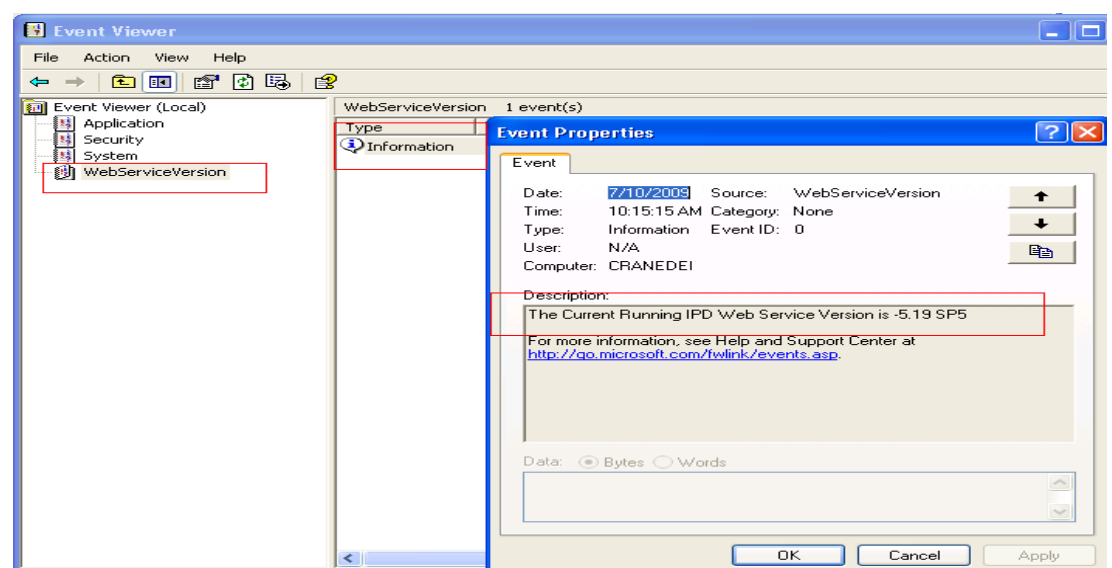 Event Viewer
File Action View Help
Event Viewer (Local)
Application
Security
System
WebServiceVersion
WebServiceVersion 1 event(s)
Type
Information
Event Properties
Event
Date: 7/10/2009 Source: WebServiceVersion
Time: 10:15:15 AM Category: None
Type: Information Event ID: 0
User: N/A
Computer: CRANEDEI
Description:
The Current Running IPD Web Service Version is -5.19 SP5
For more information, see Help and Support Center at
http://go.microsoft.com/fwlink/events.asp.
Data: Bytes Words
OK Cancel Apply